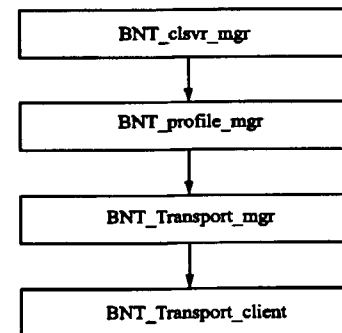 BNT_clsvr_mgr
BNT_profile_mgr
BNT_Transport_mgr
BNT_Transport_client